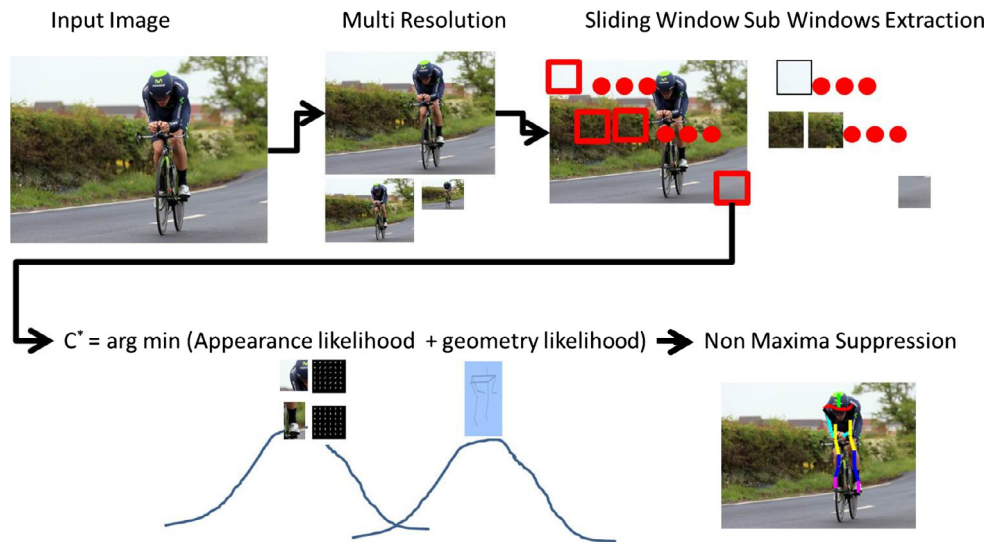 Input Image
Multi Resolution
Sliding Window Sub Windows Extraction
C* = arg min (Appearance likelihood + geometry likelihood)
Non Maxima Suppression